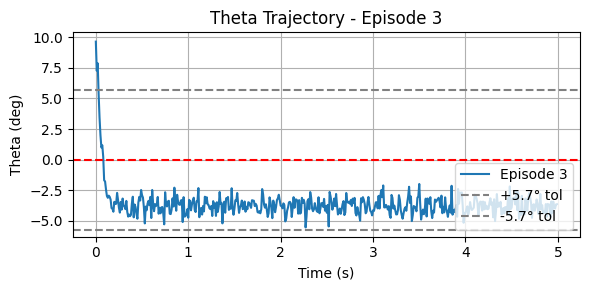 Theta Trajectory - Episode 3
Theta (deg)
10.0
7.5
5.0
2.5
0.0
−2.5
−5.0
Episode 3
+5.7° tol
-5.7° tol
0
1
2
3
4
5
Time (s)